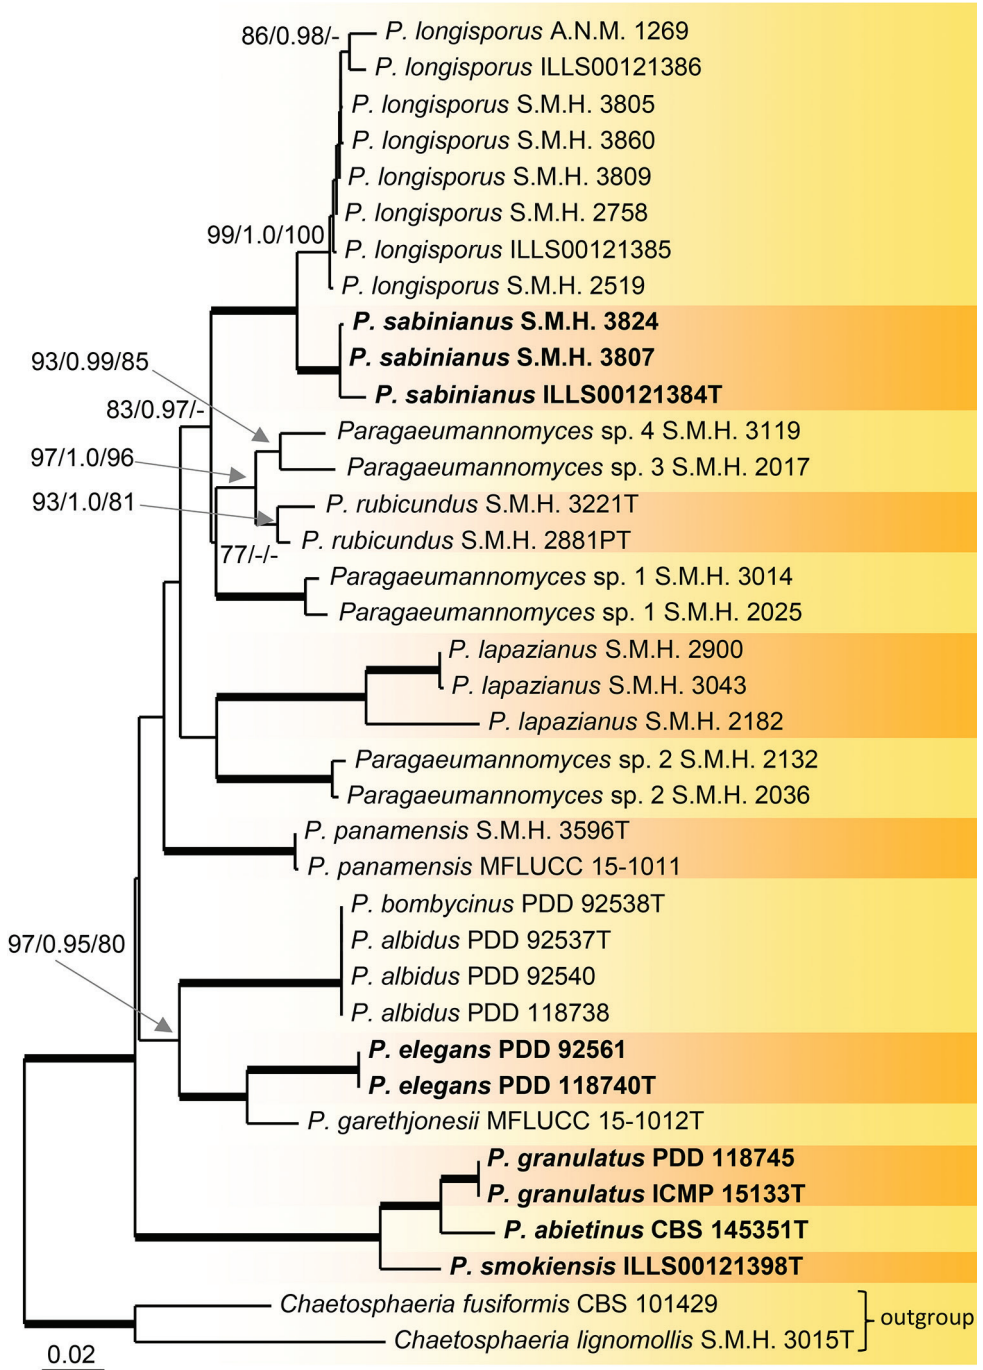 86/0.98/-
P. longisporus A.N.M. 1269
P. longisporus ILLS00121386
P. longisporus S.M.H. 3805
P. longisporus S.M.H. 3860
P. longisporus S.M.H. 3809
P. longisporus S.M.H. 2758
99/1.0/100
P. longisporus ILLS00121385
P. longisporus S.M.H. 2519
P. sabinianus S.M.H. 3824
P. sabinianus S.M.H. 3807
93/0.99/85
P. sabinianus ILLS00121384T
83/0.97/-
Paragaeumannomyces sp. 4 S.M.H. 3119
97/1.0/96
Paragaeumannomyces sp. 3 S.M.H. 2017
93/1.0/81
P. rubicundus S.M.H. 3221T
P. rubicundus S.M.H. 2881PT
77/-/-
Paragaeumannomyces sp. 1 S.M.H. 3014
Paragaeumannomyces sp. 1 S.M.H. 2025
P. lapazianus S.M.H. 2900
P. lapazianus S.M.H. 3043
P. lapazianus S.M.H. 2182
Paragaeumannomyces sp. 2 S.M.H. 2132
Paragaeumannomyces sp. 2 S.M.H. 2036
P. panamensis S.M.H. 3596T
P. panamensis MFLUCC 15-1011
P. bombycinus PDD 92538T
97/0.95/80
P. albidus PDD 92537T
P. albidus PDD 92540
P. albidus PDD 118738
P. elegans PDD 92561
P. elegans PDD 118740T
P. garethjonesii MFLUCC 15-1012T
P. granulatus PDD 118745
P. granulatus ICMP 15133T
P. abietinus CBS 145351T
P. smokiensis ILLS00121398T
Chaetosphaeria fusiformis CBS 101429
outgroup
Chaetosphaeria lignomollis S.M.H. 3015T
0.02